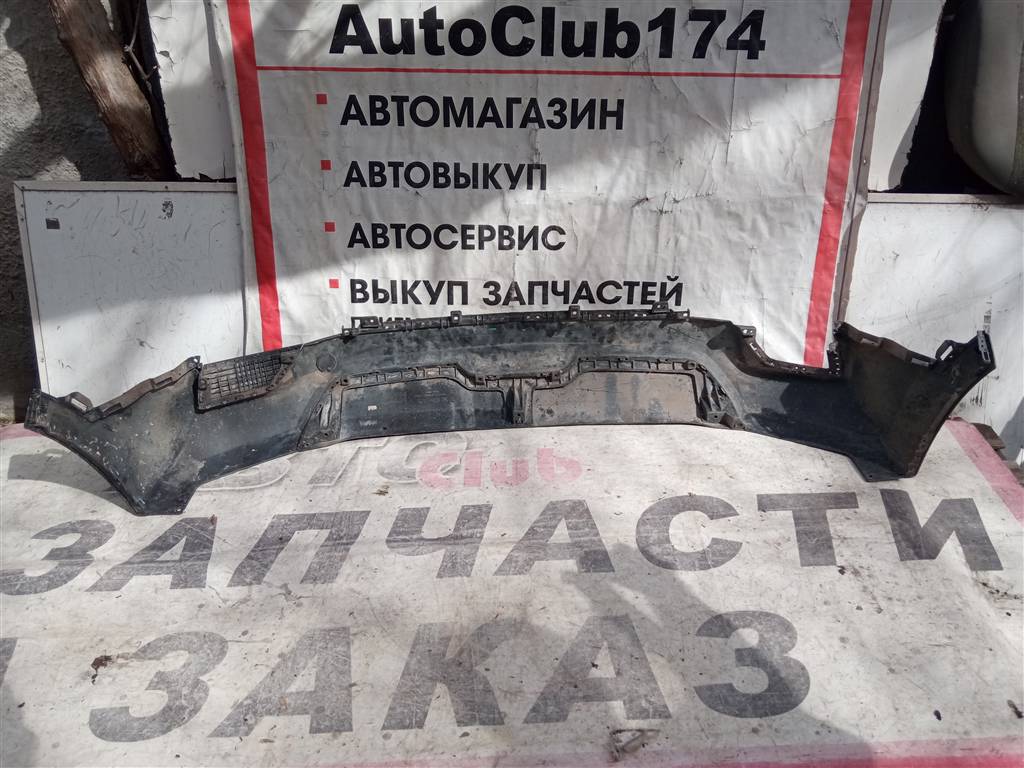 AutoClub174
АВТОМАГАЗИН
АВТОВЫКУП
АВТОСЕРВИС
ВЫКУП ЗАПЧАСТЕЙ
Club
ЗАПЧАСТИ
ЗАКАЗ